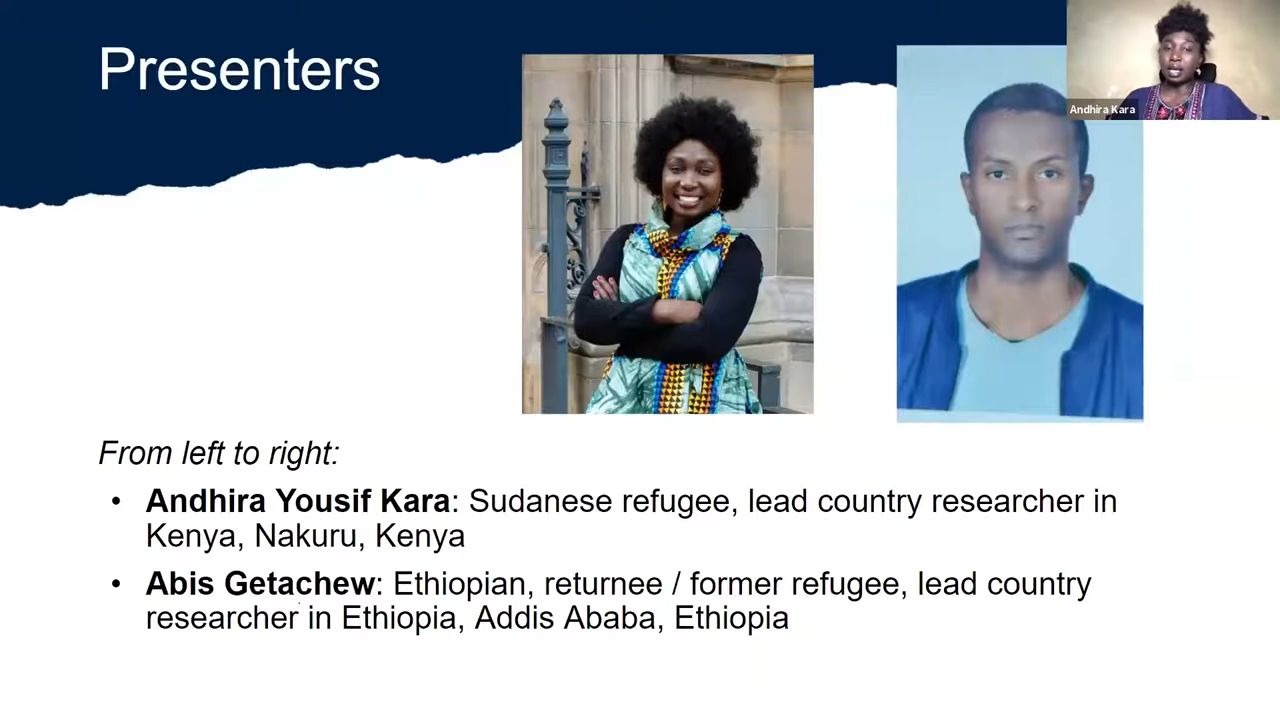 Presenters
Andhira Kara
From left to right:
• Andhira Yousif Kara: Sudanese refugee, lead country researcher in
Kenya, Nakuru, Kenya
• Abis Getachew: Ethiopian, returnee / former refugee, lead country
researcher in Ethiopia, Addis Ababa, Ethiopia